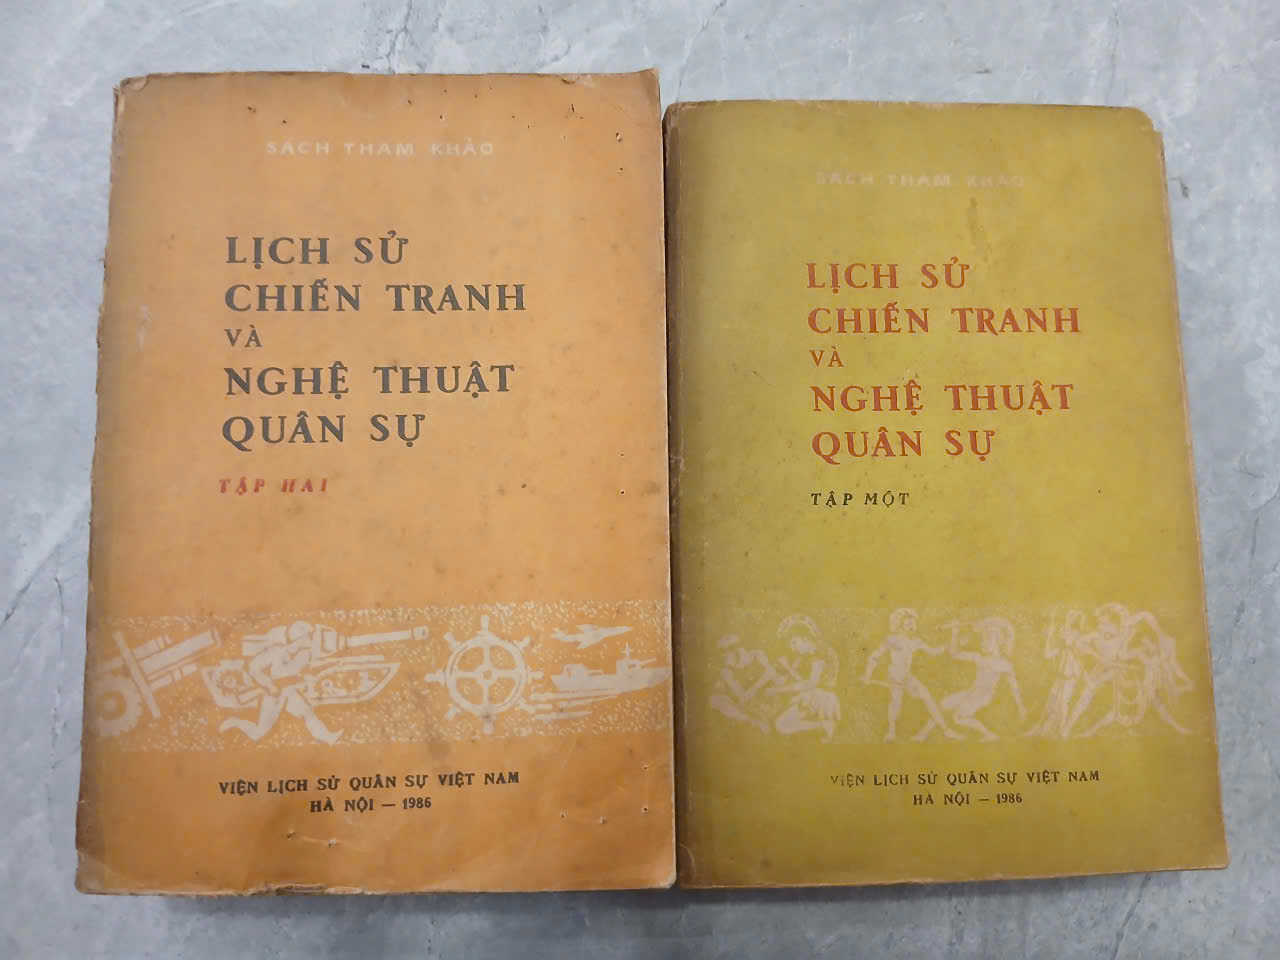 SÁCH THAM KHẢO
LỊCH SỬ
CHIẾN TRANH
VÀ
NGHỆ THUẬT
QUÂN SỰ
TẬP HAI
VIỆN LỊCH SỬ QUÂN SỰ VIỆT NAM
HÀ NỘI — 1986
SÁCH THAM KHẢO
LỊCH SỬ
CHIẾN TRANH
VÀ
NGHỆ THUẬT
QUÂN SỰ
TẬP MỘT
VIỆN LỊCH SỬ QUÂN SỰ VIỆT NAM
HÀ NỘI — 1986